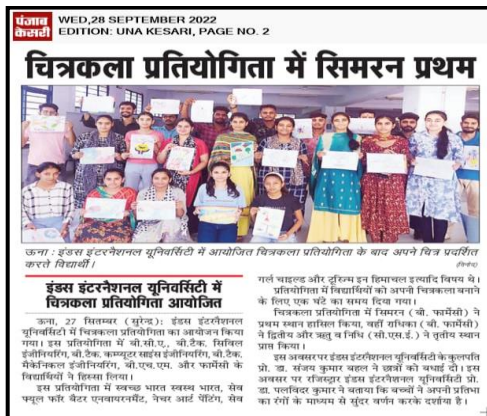 पंजाब
केसरी
WED,28 SEPTEMBER 2022
EDITION: UNA KESARI, PAGE NO. 2
चित्रकला प्रतियोगिता में सिमरन प्रथम
ऊना : इंडस इंटरनैशनल यूनिवर्सिटी में आयोजित चित्रकला प्रतियोगिता के बाद अपने चित्र प्रदर्शित
करते विद्यार्थी।
इंडस इंटरनैशनल यूनिवर्सिटी में
चित्रकला प्रतियोगिता आयोजित
ऊना, 27 सितम्बर (सुरेन्द्र): इंडस इंटरनैशनल
यूनिवर्सिटी में चित्रकला प्रतियोगिता का आयोजन किया
गया। इस प्रतियोगिता में बी.सी.ए., बी.टैक. सिविल
इंजीनियरिंग, बी.टैक. कम्प्यूटर साइंस इंजीनियरिंग, बी.टैक.
मैकेनिकल इंजीनियरिंग, बी.एच.एम. और फार्मेसी के
विद्यार्थियों ने हिस्सा लिया।
इस प्रतियोगिता में स्वच्छ भारत स्वस्थ भारत, सेव
फ्यूल फॉर बैटर एनवायरनमैंट, नेचर आर्ट पेंटिंग, सेव
गर्ल चाइल्ड और टूरिज्म इन हिमाचल इत्यादि विषय थे।
प्रतियोगिता में विद्यार्थियों को अपनी चित्रकला बनाने
के लिए एक घंटे का समय दिया गया।
चित्रकला प्रतियोगिता में सिमरन (बी. फार्मेसी) ने
प्रथम स्थान हासिल किया, वहीं राधिका (बी. फार्मेसी)
ने द्वितीय और ऋतु व निधि (सी.एस.ई.) ने तृतीय स्थान
प्राप्त किया।
इस अवसर पर इंडस इंटरनैशनल यूनिवर्सिटी के कुलपति
प्रो. डा. संजय कुमार बहल ने छात्रों को बधाई दी। इस
अवसर पर रजिस्ट्रार इंडस इंटरनैशनल यूनिवर्सिटी प्रो.
डा. पलविंदर कुमार ने बताया कि बच्चों ने अपनी प्रतिभा
का रंगों के माध्यम से सुंदर वर्णन करके दर्शाया है।